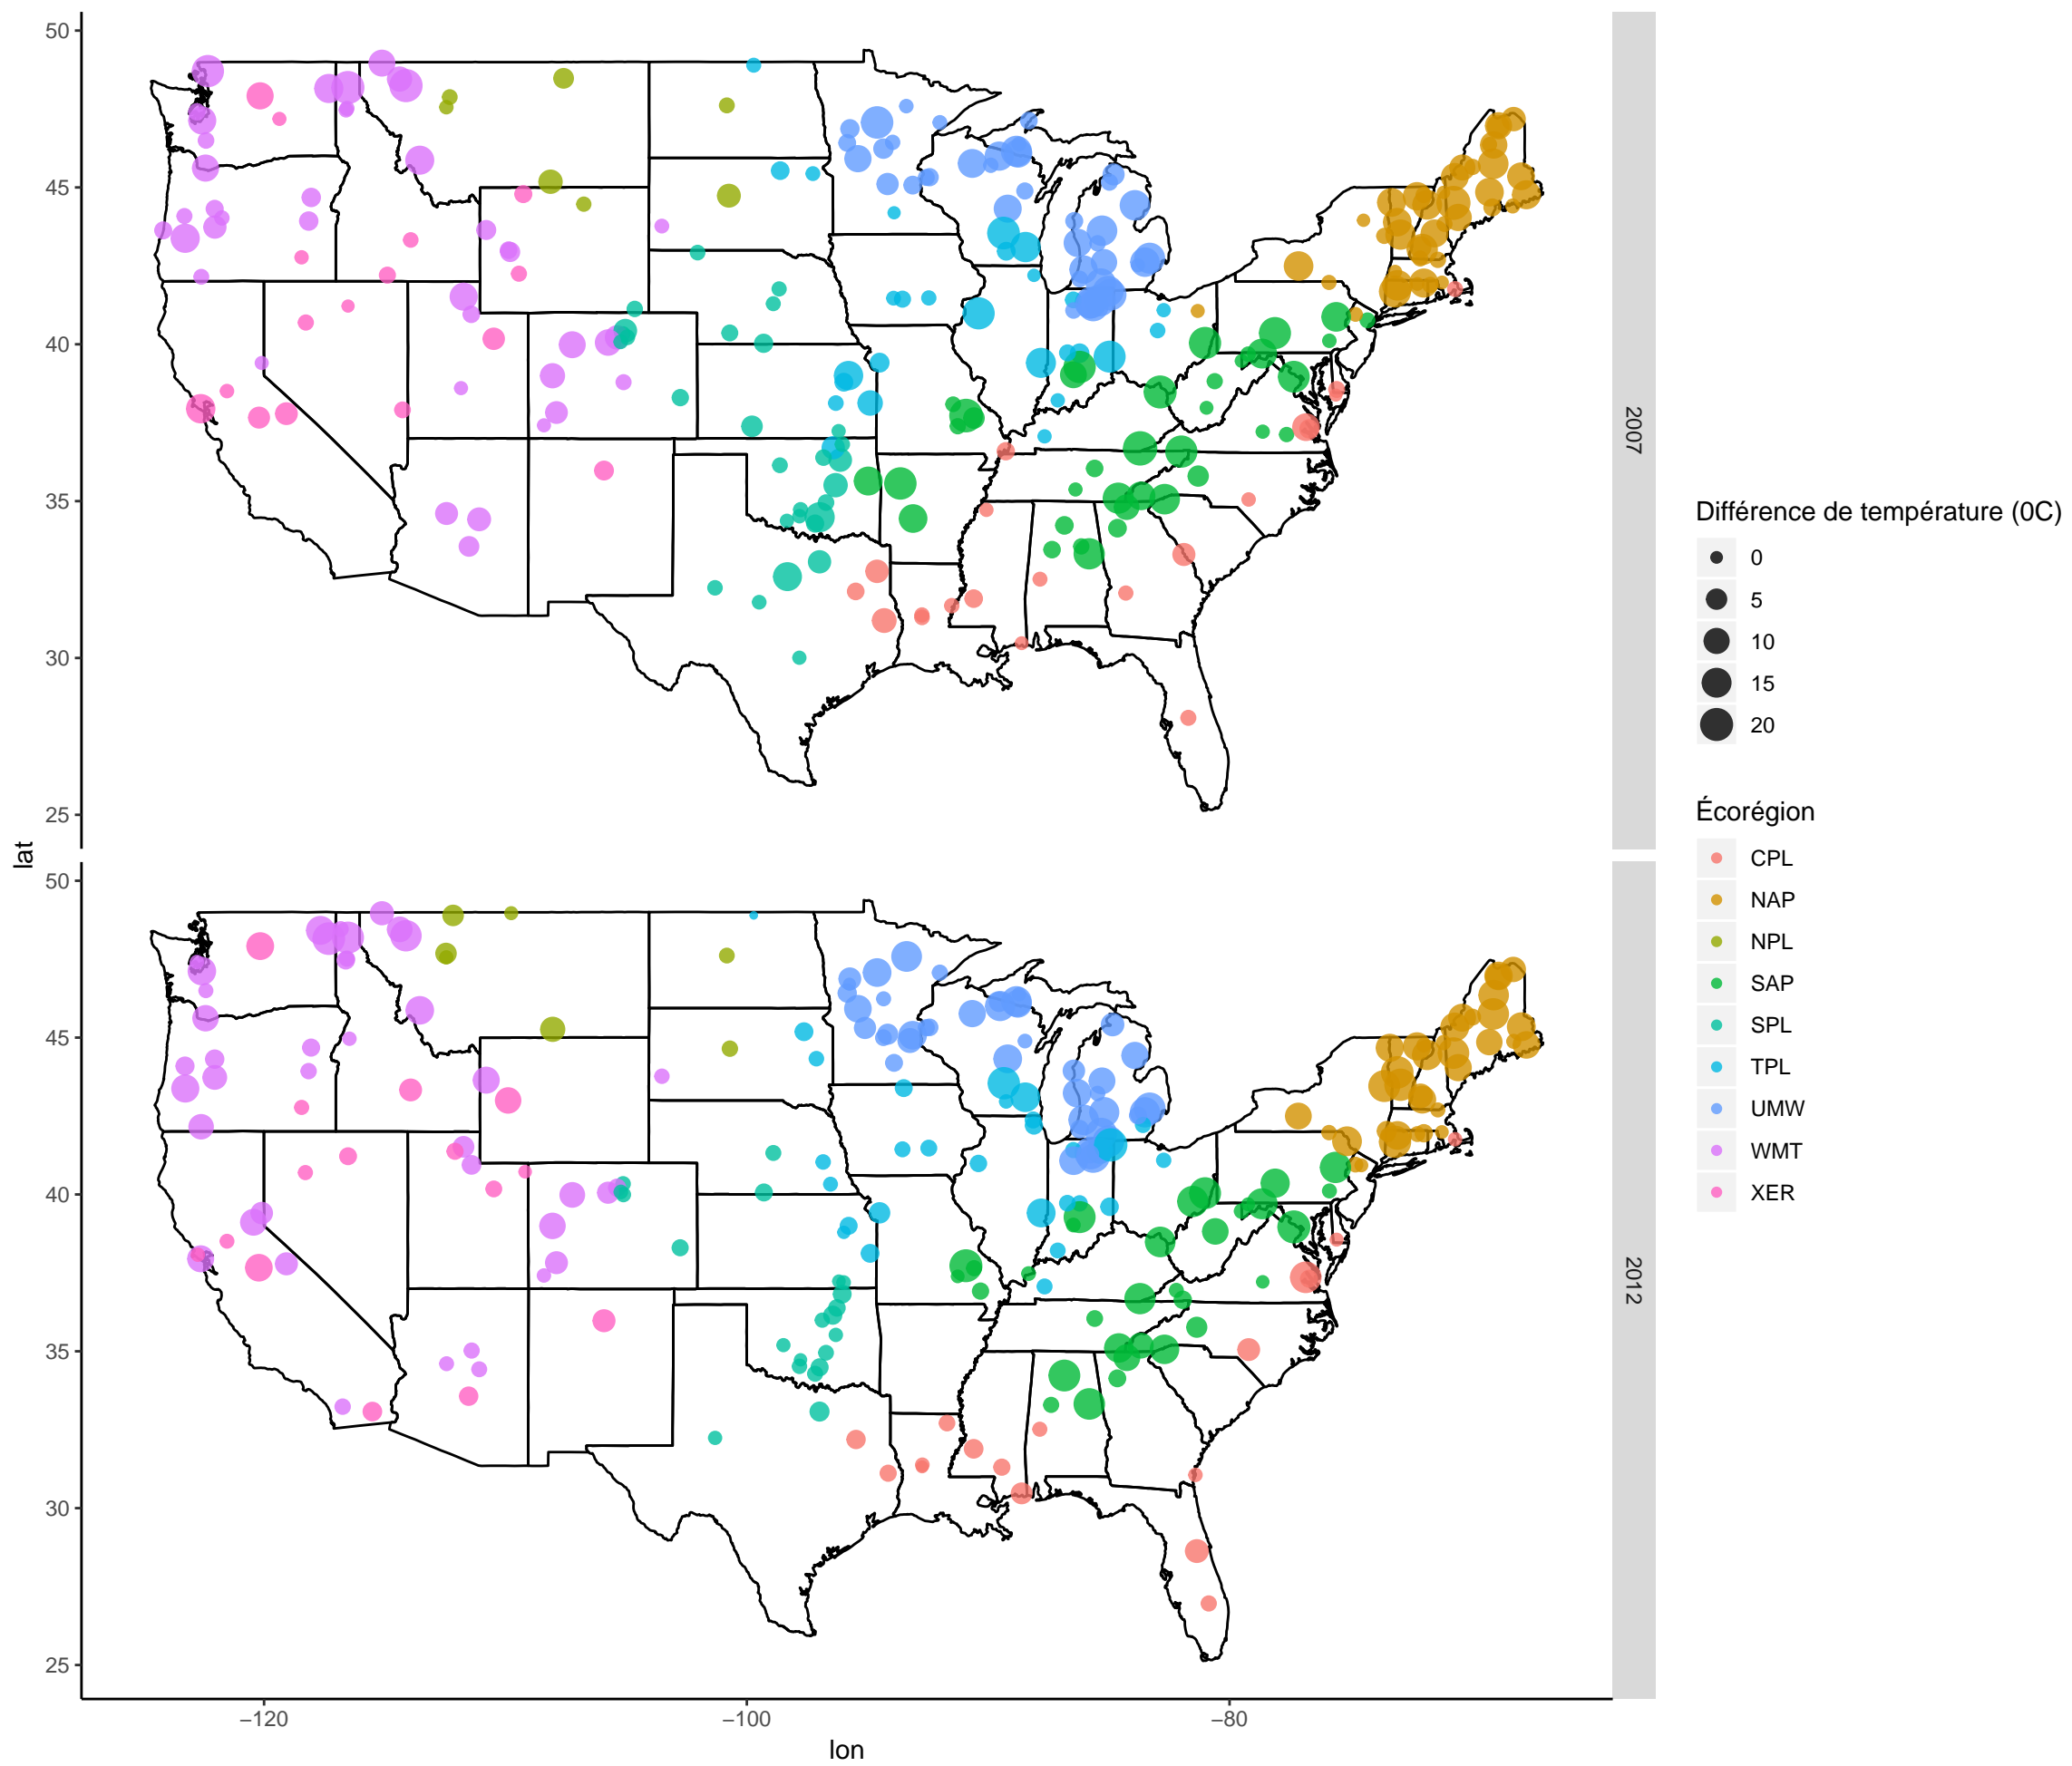 50
45
40
35
30
25
2007
50
45
40
35
30
25
2012
lat
−120
−100
−80
lon
Différence de température (0C)
0
5
10
15
20
Écorégion
CPL
NAP
NPL
SAP
SPL
TPL
UMW
WMT
XER